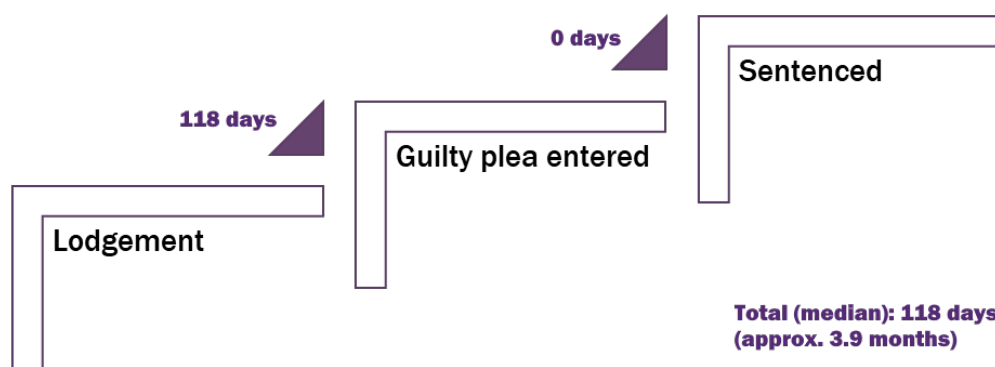 0 days
Sentenced
118 days
Guilty plea entered
Lodgement
Total (median): 118 days
(approx. 3.9 months)